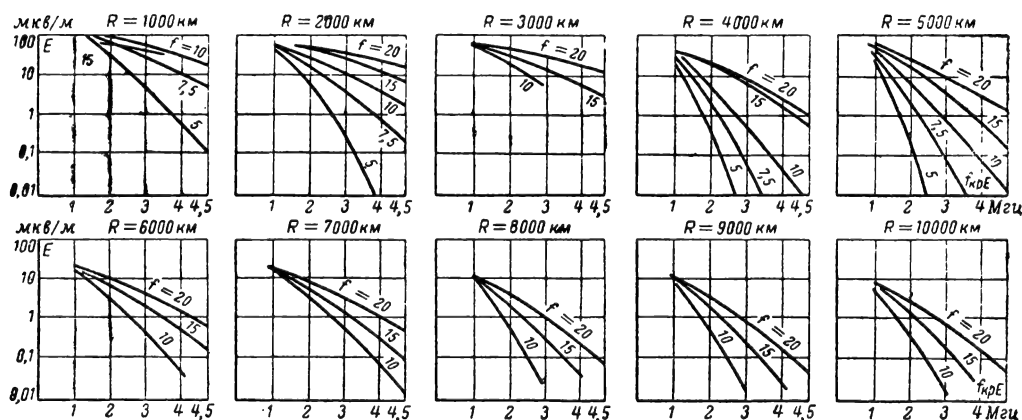 мкв/м R = 1000 км R = 2000 км R = 3000 км R = 4000 км R = 5000 км
100 E f = 10 f = 20 f = 20
10 15 7,5 15 10 15 f = 20 15 f = 20
1 5 10 7,5 15
0,1 5 10 7,5 5 10 7,5 5
0,01 fкрE
1 2 3 4 4,5 1 2 3 4 4,5 1 2 3 4 4,5 1 2 3 4 4,5 1 2 3 4 Мгц
мкв/м R = 6000 км R = 7000 км R = 8000 км R = 9000 км R = 10000 км
100 E
10 f = 20 f = 20 f = 20 f = 20 f = 20
1 15 10 15 10 10 15 10 15 15
0,1 10 fкрE
0,01
1 2 3 4 4,5 1 2 3 4 4,5 1 2 3 4 4,5 1 2 3 4 4,5 1 2 3 4 Мгц